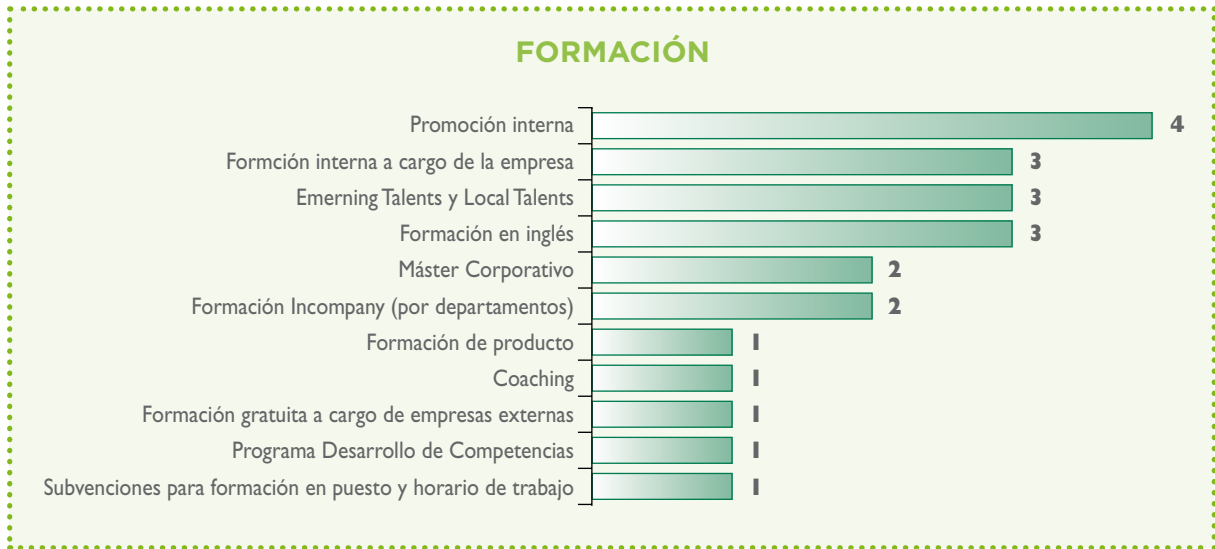 FORMACIÓN
Promoción interna 4
Formción interna a cargo de la empresa 3
Emerning Talents y Local Talents 3
Formación en inglés 3
Máster Corporativo 2
Formación Incompany (por departamentos) 2
Formación de producto 1
Coaching 1
Formación gratuita a cargo de empresas externas 1
Programa Desarrollo de Competencias 1
Subvenciones para formación en puesto y horario de trabajo 1